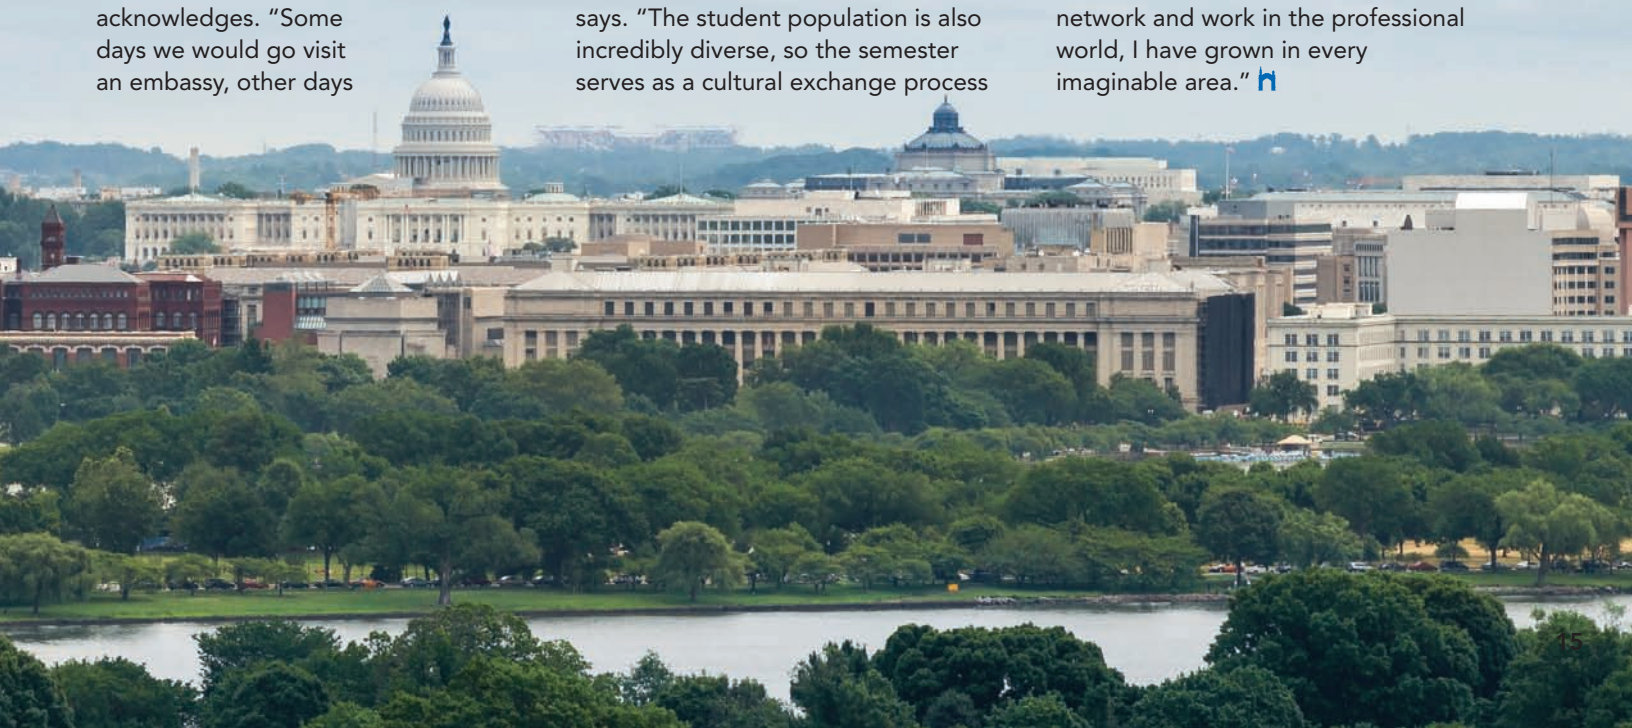 acknowledges. “Some
days we would go visit
an embassy, other days
says. “The student population is also
incredibly diverse, so the semester
serves as a cultural exchange process
network and work in the professional
world, I have grown in every
imaginable area.”
15